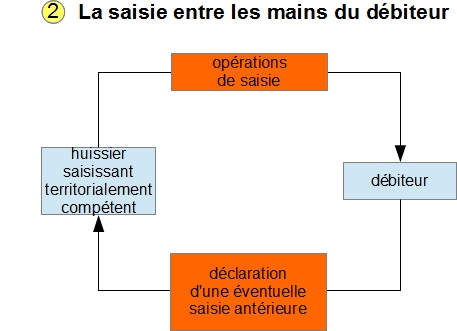 2 La saisie entre les mains du débiteur
opérations
de saisie
huissier
saisissant
territorialement
compétent
débiteur
déclaration
d'une éventuelle
saisie antérieure